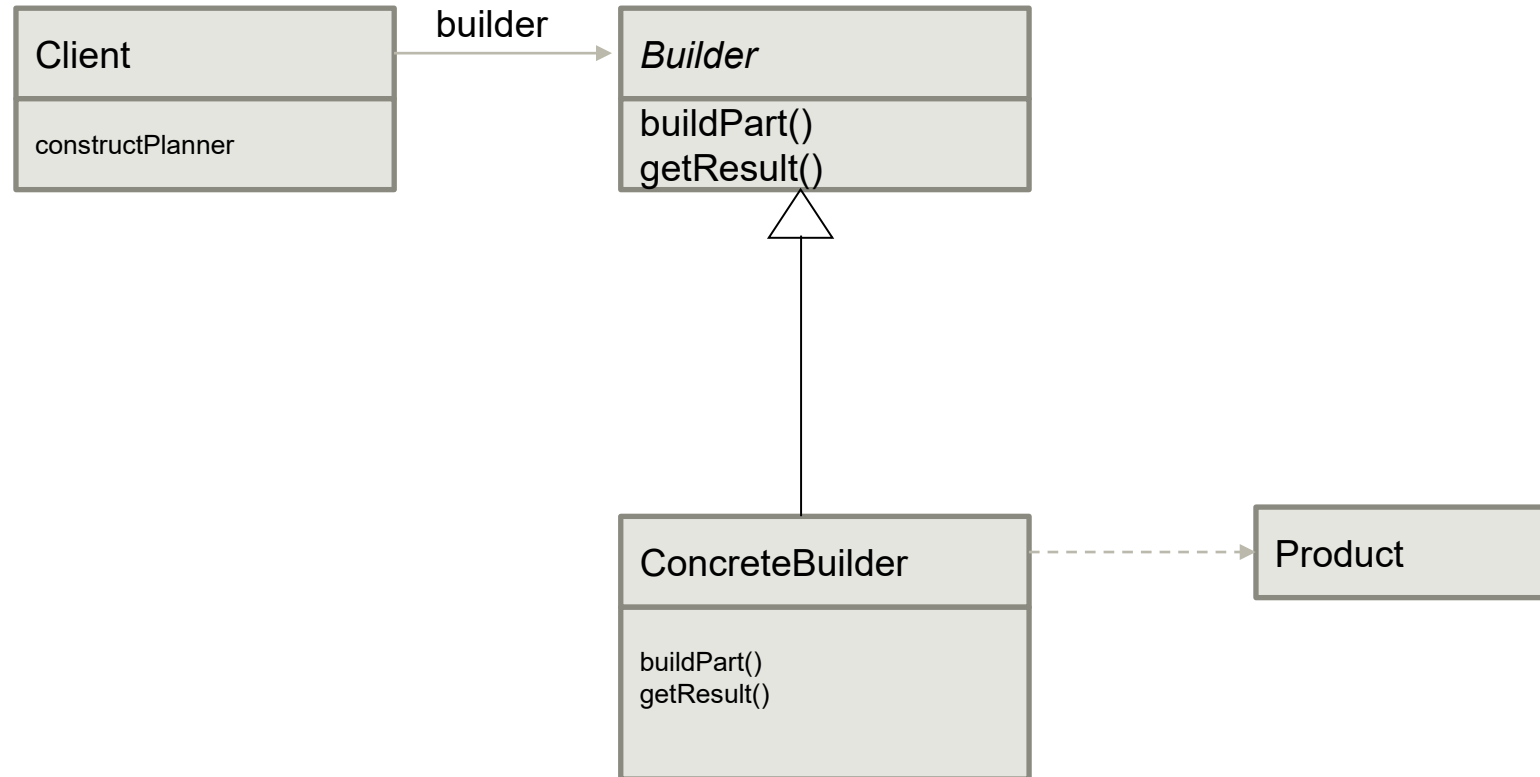 Client
builder
Builder
constructPlanner
buildPart()
getResult()
ConcreteBuilder
Product
buildPart()
getResult()